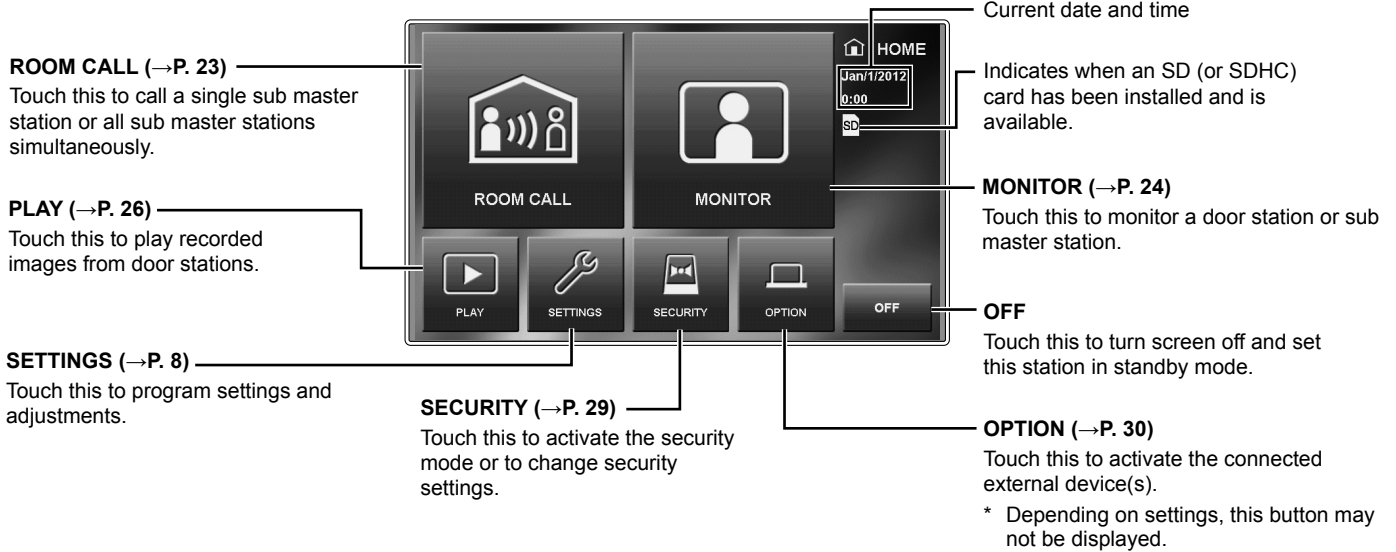 Current date and time
ROOM CALL (→P. 23)
Touch this to call a single sub master
station or all sub master stations
simultaneously.
PLAY (→P. 26)
Touch this to play recorded
images from door stations.
SETTINGS (→P. 8)
Touch this to program settings and
adjustments.
ROOM CALL
MONITOR
HOME
Jan/1/2012
0:00
SD
PLAY
SETTINGS
SECURITY
OPTION
OFF
SECURITY (→P. 29)
Touch this to activate the security
mode or to change security
settings.
Indicates when an SD (or SDHC)
card has been installed and is
available.
MONITOR (→P. 24)
Touch this to monitor a door station or sub
master station.
OFF
Touch this to turn screen off and set
this station in standby mode.
OPTION (→P. 30)
Touch this to activate the connected
external device(s).
* Depending on settings, this button may
not be displayed.